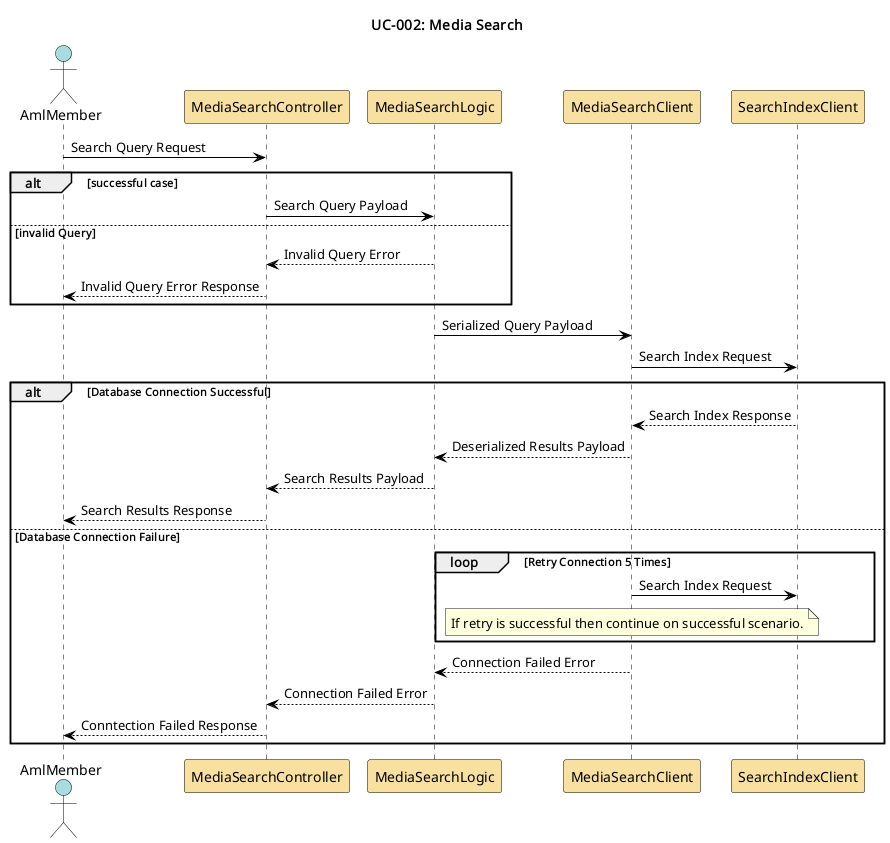 UC-002: Media Search
AmlMember
MediaSearchController
MediaSearchLogic
MediaSearchClient
SearchIndexClient
Search Query Request
alt
[successful case]
Search Query Payload
[invalid Query]
Invalid Query Error
Invalid Query Error Response
Serialized Query Payload
Search Index Request
alt
[Database Connection Successful]
Search Index Response
Deserialized Results Payload
Search Results Payload
Search Results Response
[Database Connection Failure]
loop
[Retry Connection 5 Times]
Search Index Request
If retry is successful then continue on successful scenario.
Connection Failed Error
Connection Failed Error
Conntection Failed Response
AmlMember
MediaSearchController
MediaSearchLogic
MediaSearchClient
SearchIndexClient